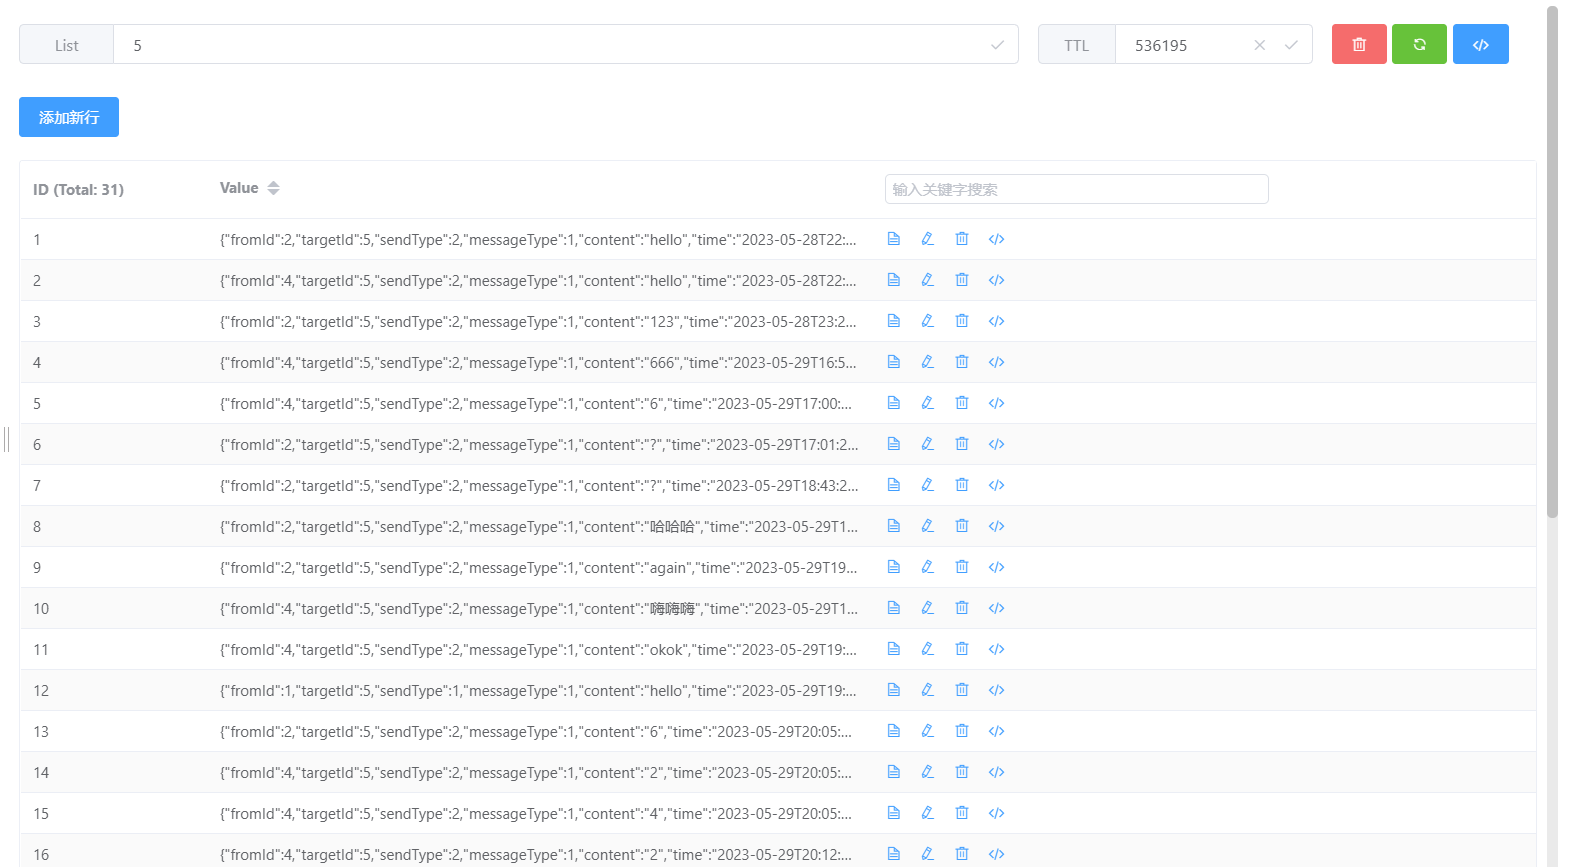 List 5 TTL 536195
添加新行
ID (Total: 31) Value 输入关键字搜索
1 {"fromId":2,"targetId":5,"sendType":2,"messageType":1,"content":"hello","time":"2023-05-28T22:...
2 {"fromId":4,"targetId":5,"sendType":2,"messageType":1,"content":"hello","time":"2023-05-28T22:...
3 {"fromId":2,"targetId":5,"sendType":2,"messageType":1,"content":"123","time":"2023-05-28T23:2...
4 {"fromId":4,"targetId":5,"sendType":2,"messageType":1,"content":"666","time":"2023-05-29T16:5...
5 {"fromId":4,"targetId":5,"sendType":2,"messageType":1,"content":"6","time":"2023-05-29T17:00:...
6 {"fromId":2,"targetId":5,"sendType":2,"messageType":1,"content":"?","time":"2023-05-29T17:01:2...
7 {"fromId":2,"targetId":5,"sendType":2,"messageType":1,"content":"?","time":"2023-05-29T18:43:2...
8 {"fromId":2,"targetId":5,"sendType":2,"messageType":1,"content":"哈哈哈","time":"2023-05-29T1...
9 {"fromId":2,"targetId":5,"sendType":2,"messageType":1,"content":"again","time":"2023-05-29T19...
10 {"fromId":4,"targetId":5,"sendType":2,"messageType":1,"content":"嗨嗨嗨","time":"2023-05-29T1...
11 {"fromId":4,"targetId":5,"sendType":2,"messageType":1,"content":"okok","time":"2023-05-29T19:...
12 {"fromId":1,"targetId":5,"sendType":1,"messageType":1,"content":"hello","time":"2023-05-29T19:...
13 {"fromId":2,"targetId":5,"sendType":2,"messageType":1,"content":"6","time":"2023-05-29T20:05:...
14 {"fromId":4,"targetId":5,"sendType":2,"messageType":1,"content":"2","time":"2023-05-29T20:05:...
15 {"fromId":4,"targetId":5,"sendType":2,"messageType":1,"content":"4","time":"2023-05-29T20:05:...
16 {"fromId":4,"targetId":5,"sendType":2,"messageType":1,"content":"2","time":"2023-05-29T20:12:...